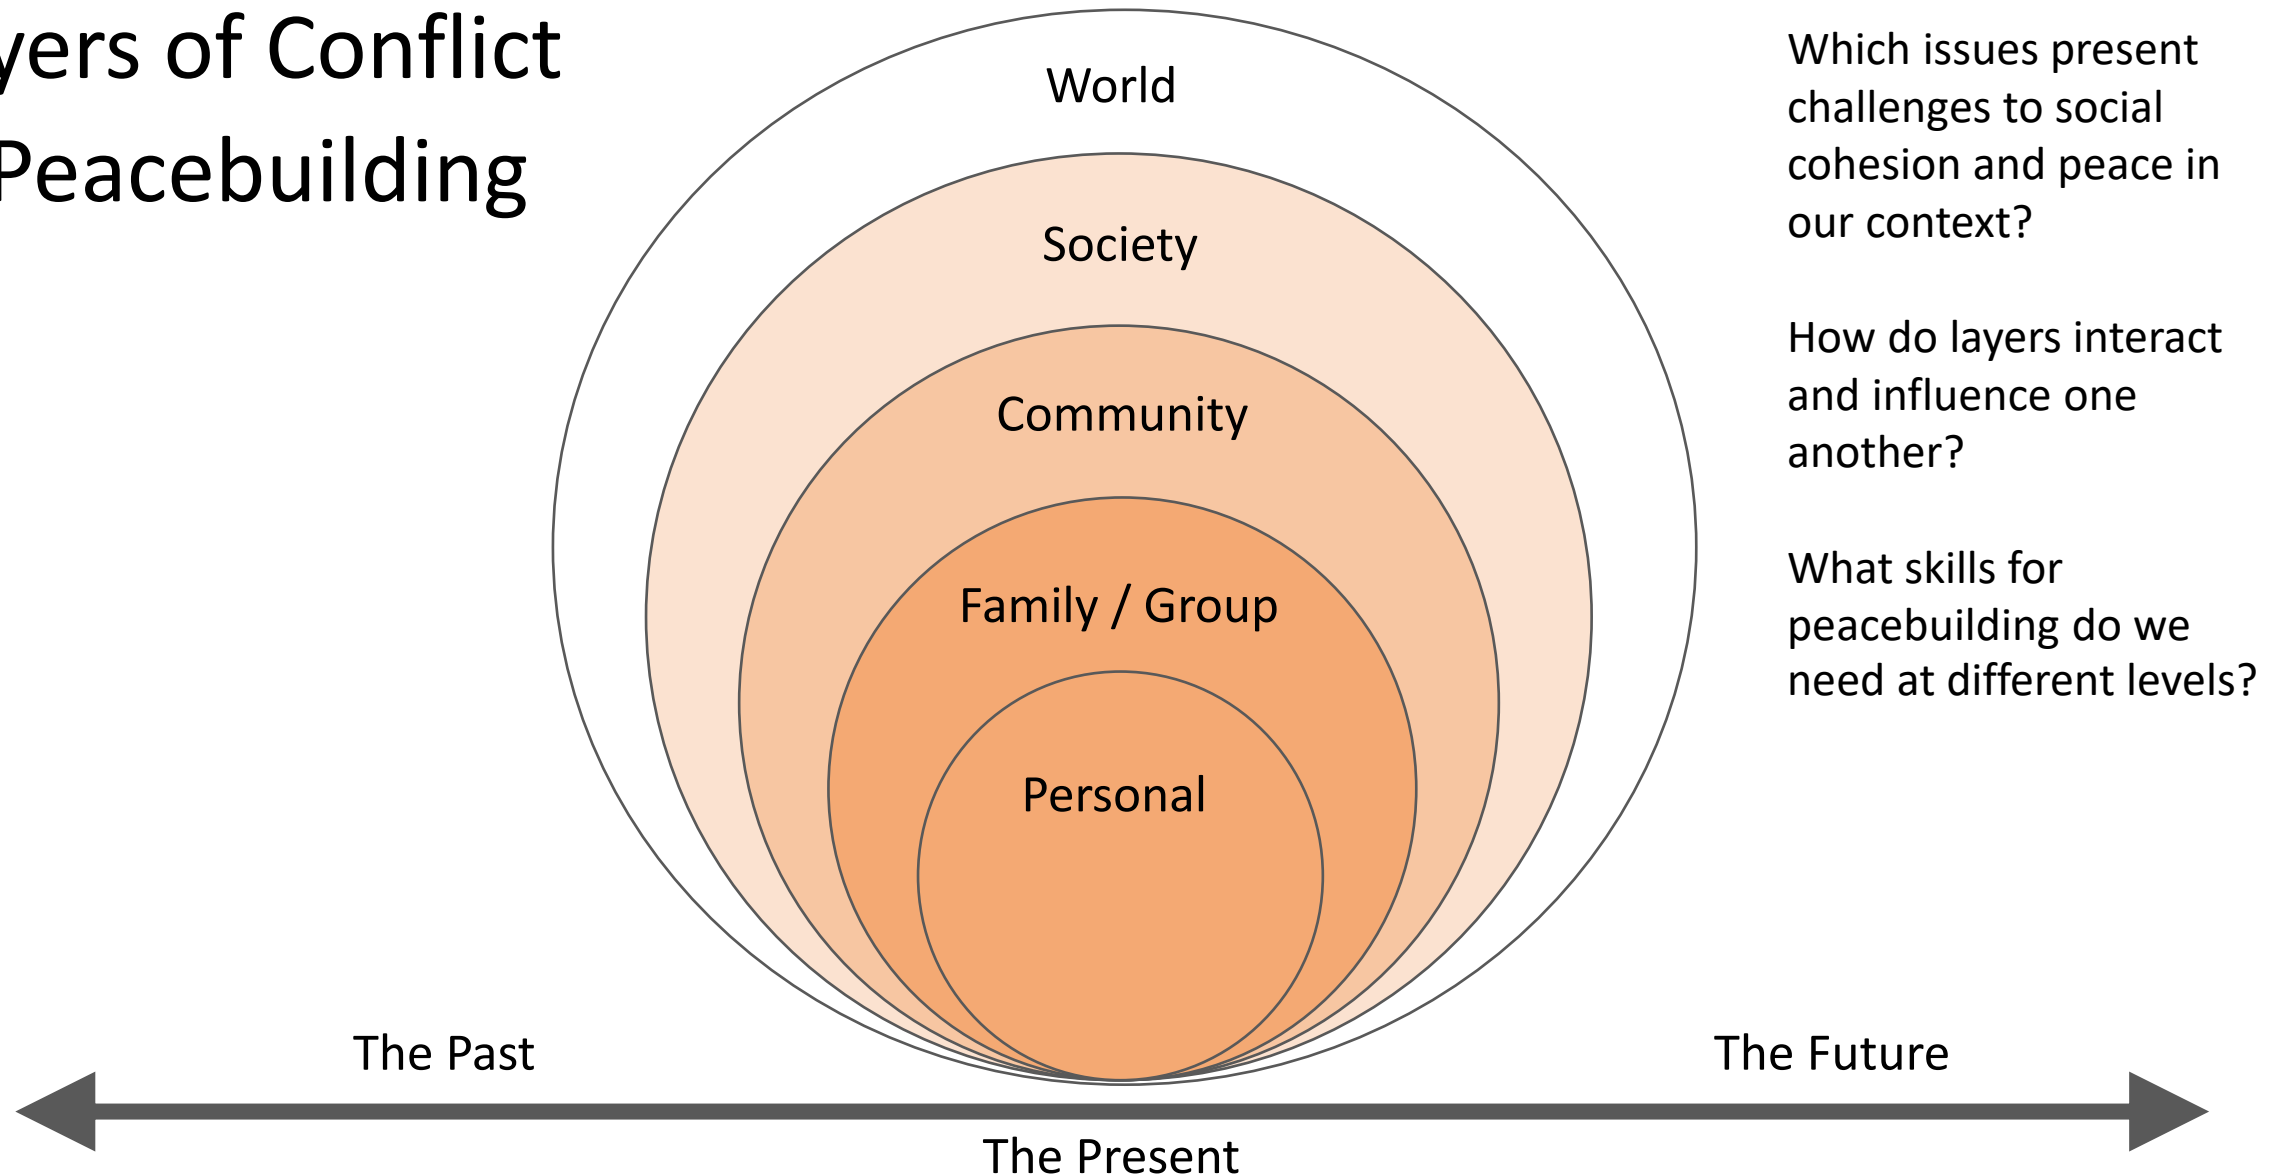 yers of Conflict
Peacebuilding
World
Society
Community
Family / Group
Personal
Which issues present
challenges to social
cohesion and peace in
our context?
How do layers interact
and influence one
another?
What skills for
peacebuilding do we
need at different levels?
The Past
The Future
The Present